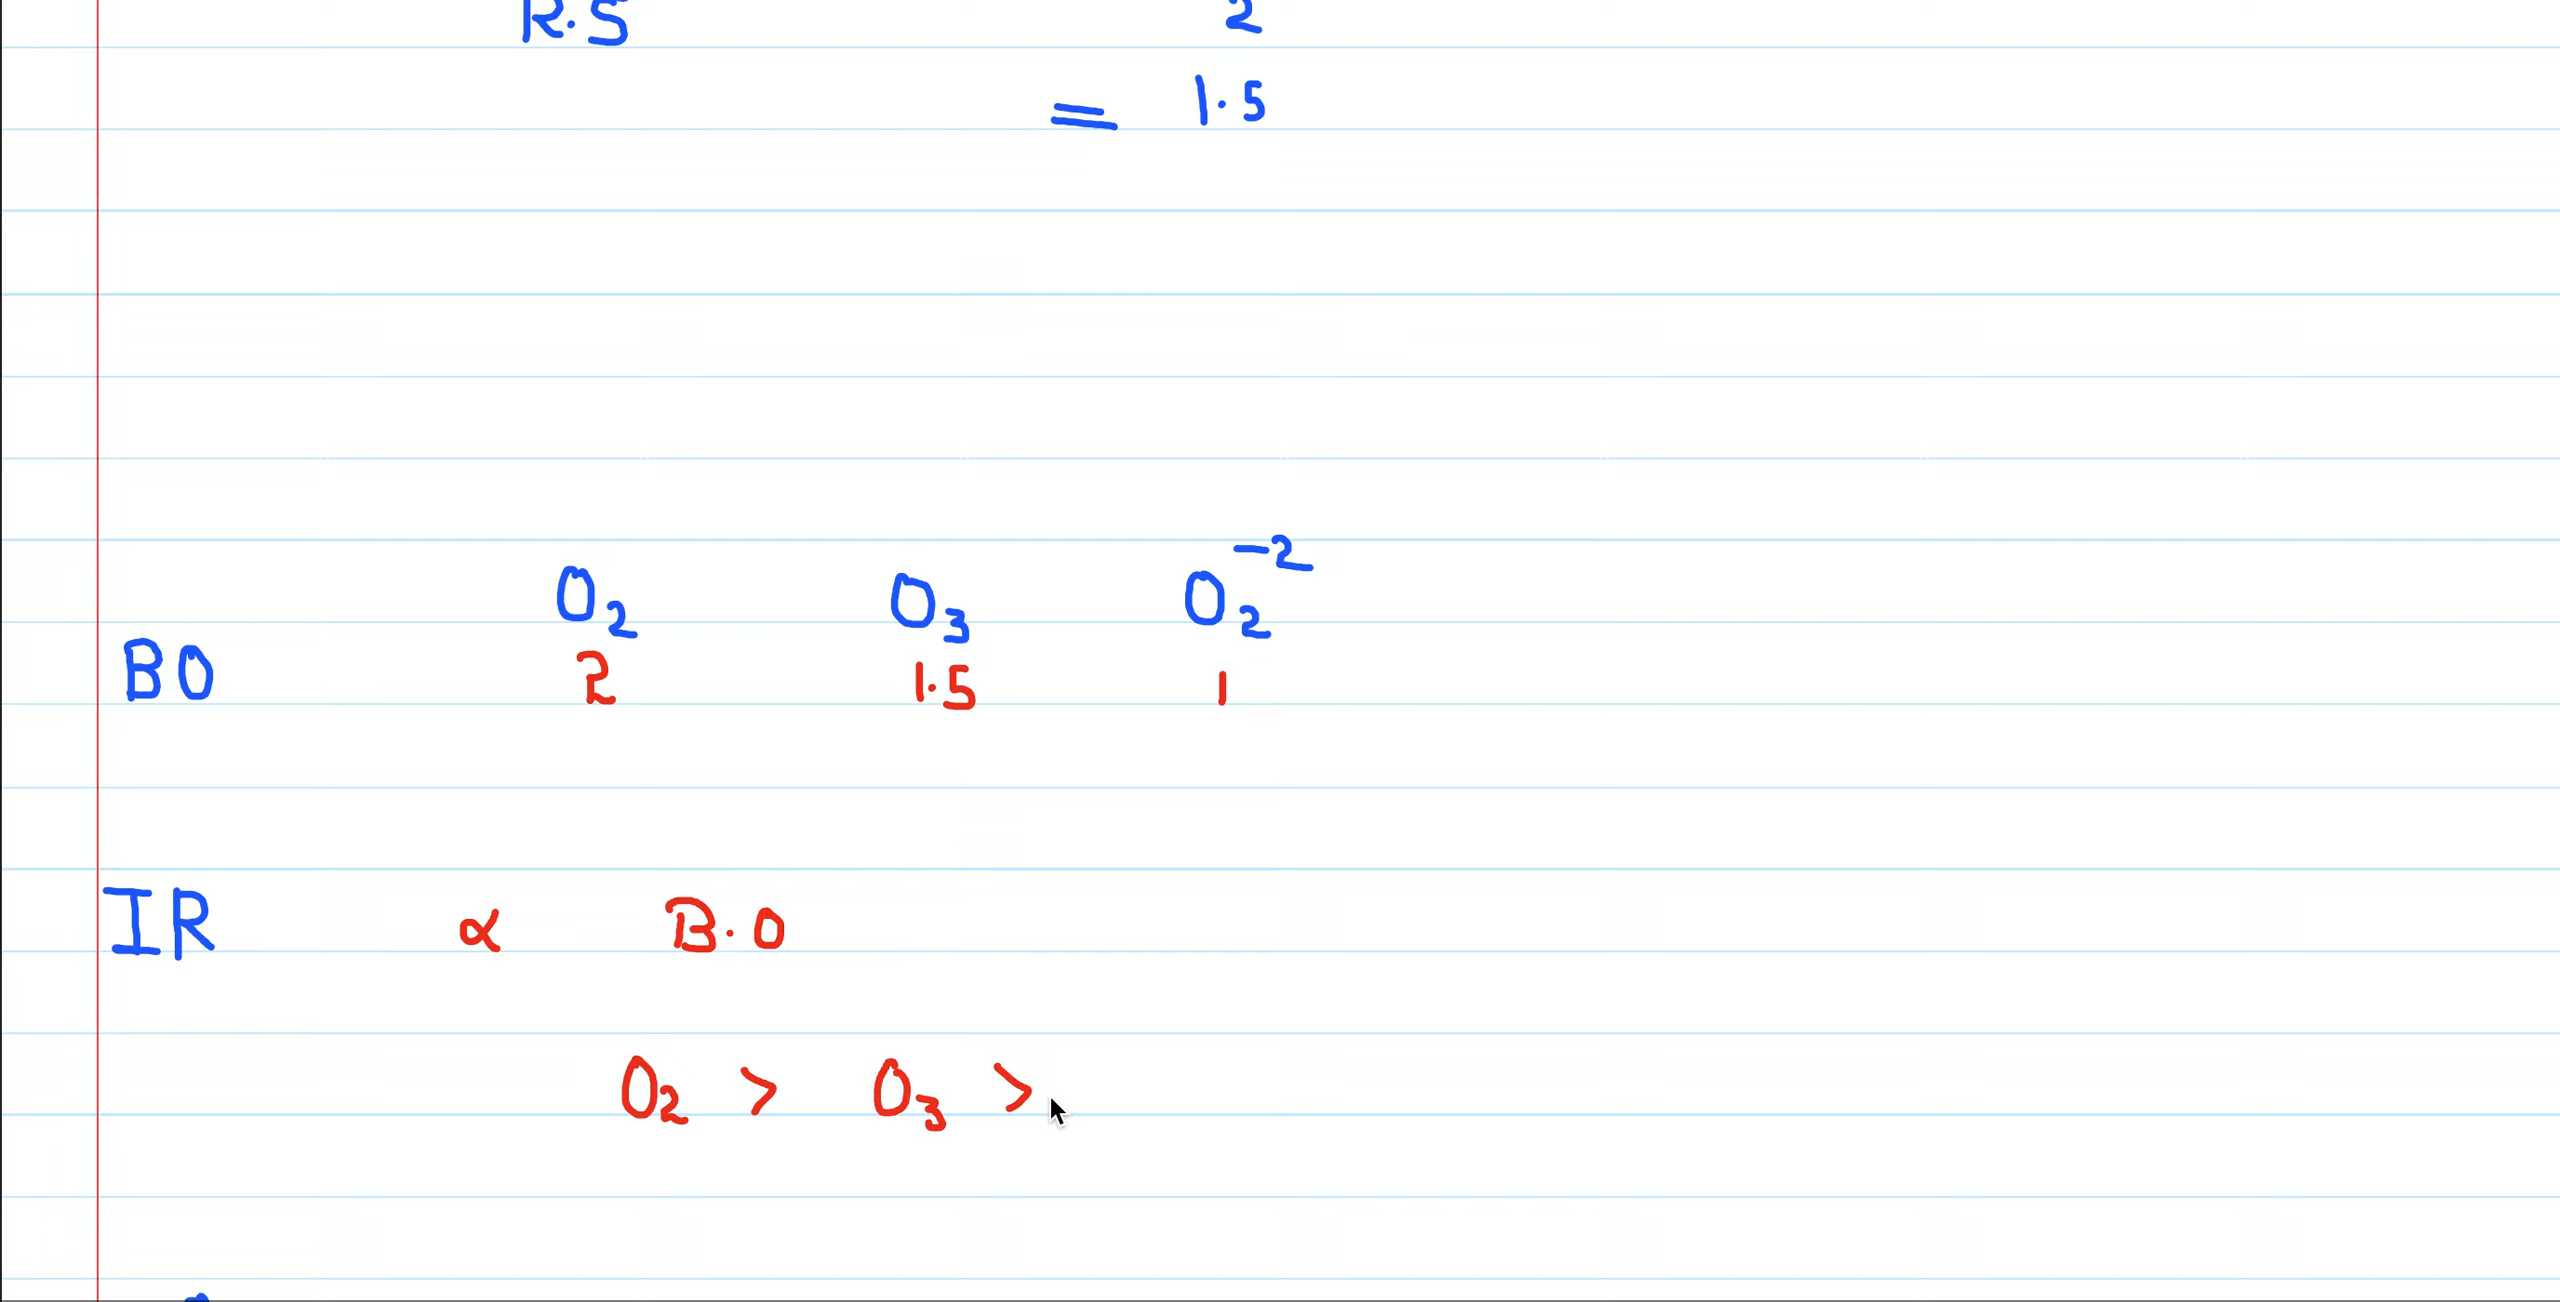 R.S 2
= 1.5
O₂ O₃ O₂⁻²
BO 2 1.5 1
IR ∝ B.O
O₂ > O₃ >